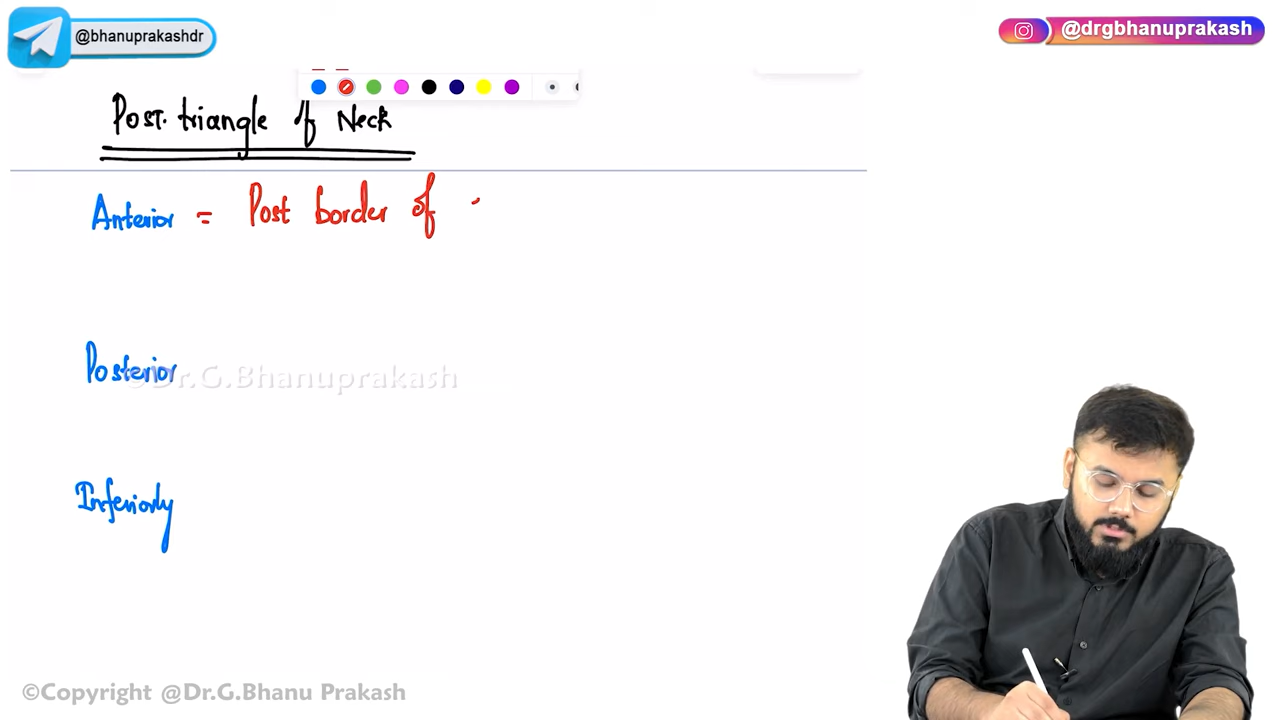 @bhanuprakashdr
@drgbhanuprakash
Post. triangle of Neck
Anterior = Post border of
Posterior
©Dr.G.Bhanuprakash
Inferiorly
©Copyright @Dr.G.Bhanu Prakash